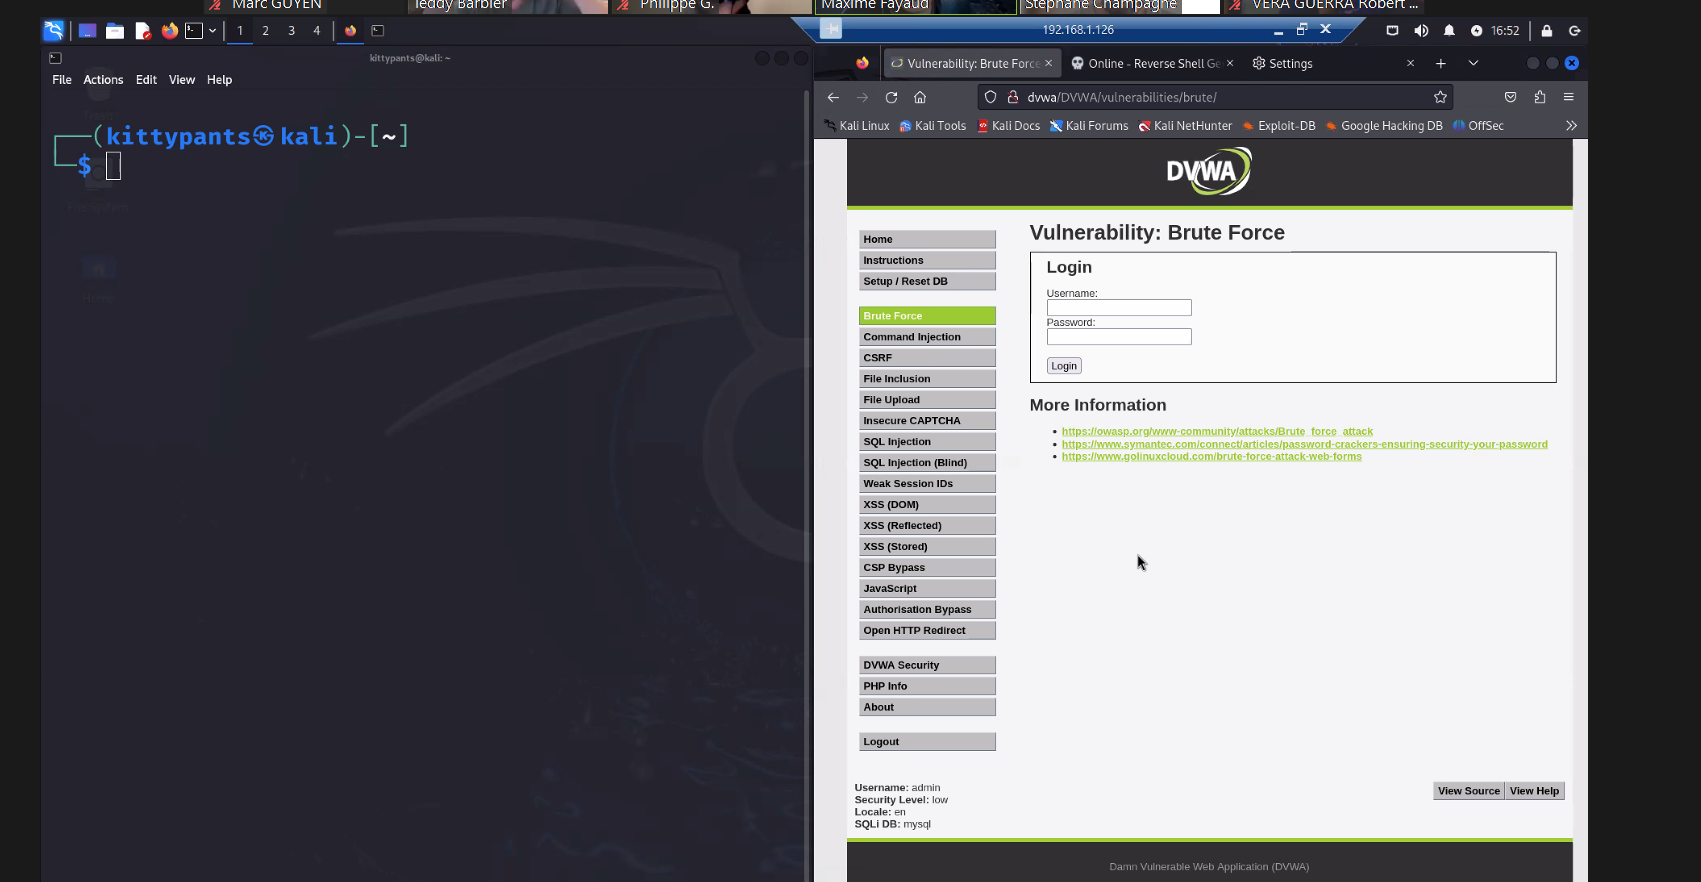 Marc GUYEN
Teddy Barbier
Philippe G.
Maxime Fayaud
Stephane Champagne
VERA GUERRA Robert ...
1 2 3 4
192.168.1.126
16:52
kittypants@kali: ~
File Actions Edit View Help
┌──(kittypants㉿kali)-[~]
└─$
Vulnerability: Brute Force
Online - Reverse Shell Ge
Settings
dvwa/DVWA/vulnerabilities/brute/
Kali Linux Kali Tools Kali Docs Kali Forums Kali NetHunter Exploit-DB Google Hacking DB OffSec
DVWA
Home
Instructions
Setup / Reset DB
Brute Force
Command Injection
CSRF
File Inclusion
File Upload
Insecure CAPTCHA
SQL Injection
SQL Injection (Blind)
Weak Session IDs
XSS (DOM)
XSS (Reflected)
XSS (Stored)
CSP Bypass
JavaScript
Authorisation Bypass
Open HTTP Redirect
DVWA Security
PHP Info
About
Logout
Vulnerability: Brute Force
Login
Username:
Password:
Login
More Information
https://owasp.org/www-community/attacks/Brute_force_attack
https://www.symantec.com/connect/articles/password-crackers-ensuring-security-your-password
https://www.golinuxcloud.com/brute-force-attack-web-forms
Username: admin
Security Level: low
Locale: en
SQLi DB: mysql
View Source View Help
Damn Vulnerable Web Application (DVWA)